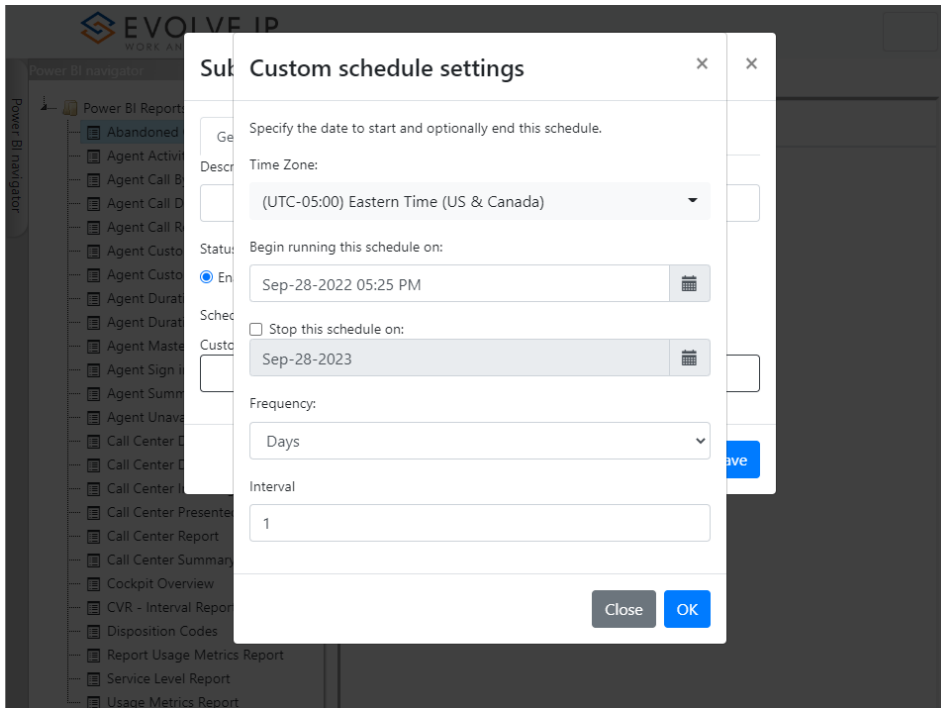 EVOLVE IP
WORK AN
Power BI navigator
Power BI navigator
Power BI Report
Abandoned
Agent Activi
Agent Call B
Agent Call D
Agent Call R
Agent Custo
Agent Custo
Agent Durat
Agent Durat
Agent Maste
Agent Sign i
Agent Summ
Agent Unava
Call Center D
Call Center D
Call Center I
Call Center Presente
Call Center Report
Call Center Summary
Cockpit Overview
CVR - Interval Repor
Disposition Codes
Report Usage Metrics Report
Service Level Report
Usage Metrics Report
Sub
×
Ge
Descr
Status
En
Sched
Custo
ave
Custom schedule settings
×
Specify the date to start and optionally end this schedule.
Time Zone:
(UTC-05:00) Eastern Time (US & Canada)
Begin running this schedule on:
Sep-28-2022 05:25 PM
Stop this schedule on:
Sep-28-2023
Frequency:
Days
Interval
1
Close
OK